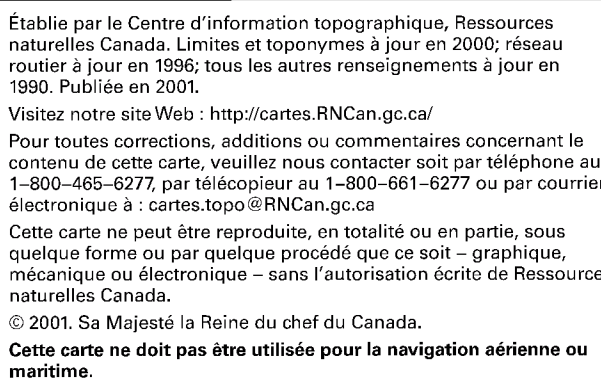 Établie par le Centre d'information topographique, Ressources
naturelles Canada. Limites et toponymes à jour en 2000; réseau
routier à jour en 1996; tous les autres renseignements à jour en
1990. Publiée en 2001.
Visitez notre site Web : http://cartes.RNCan.gc.ca/
Pour toutes corrections, additions ou commentaires concernant le
contenu de cette carte, veuillez nous contacter soit par téléphone au
1–800–465–6277, par télécopieur au 1–800–661–6277 ou par courrier
électronique à : cartes.topo@RNCan.gc.ca
Cette carte ne peut être reproduite, en totalité ou en partie, sous
quelque forme ou par quelque procédé que ce soit – graphique,
mécanique ou électronique – sans l'autorisation écrite de Ressource
naturelles Canada.
© 2001. Sa Majesté la Reine du chef du Canada.
Cette carte ne doit pas être utilisée pour la navigation aérienne ou
maritime.